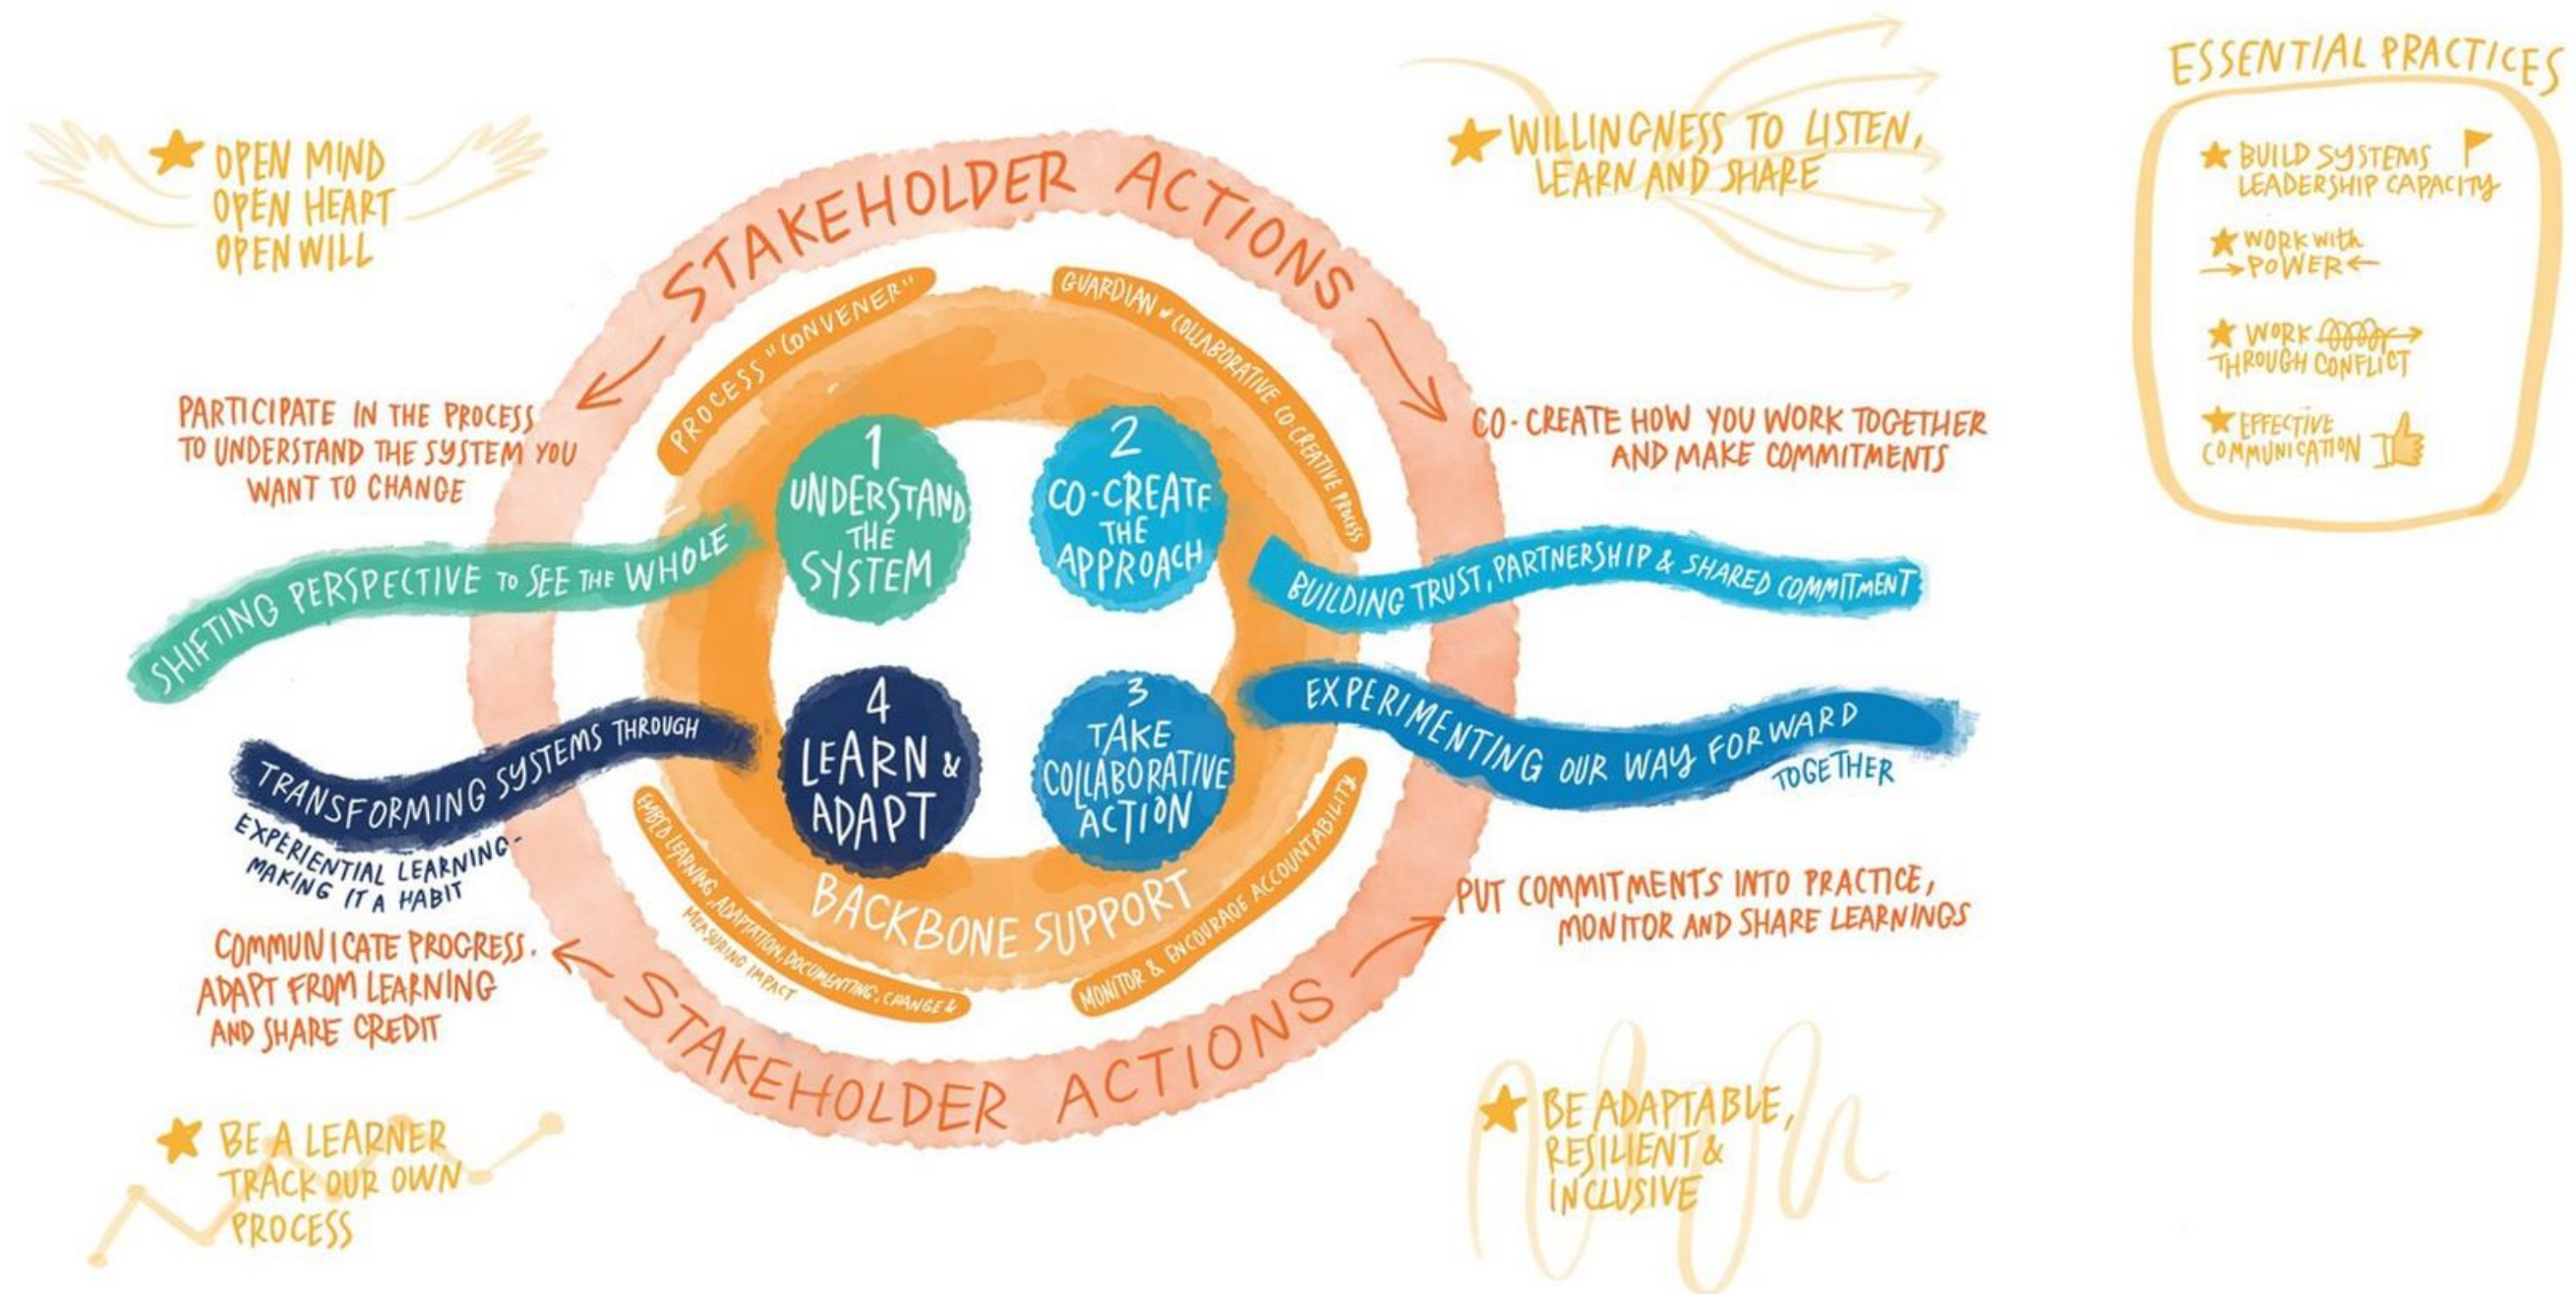 ESSENTIAL PRACTICES
★ BUILD SYSTEMS
LEADERSHIP CAPACITY
★ WORK with
→ POWER ←
★ WORK
THROUGH CONFLICT
★ EFFECTIVE
COMMUNICATION
★ OPEN MIND
OPEN HEART
OPEN WILL
★ WILLINGNESS TO LISTEN,
LEARN AND SHARE
STAKEHOLDER ACTIONS
PROCESS "CONVENER"
GUARDIAN COLLABORATIVE CO-CREATIVE PROCESS
PARTICIPATE IN THE PROCESS
TO UNDERSTAND THE SYSTEM YOU
WANT TO CHANGE
CO-CREATE HOW YOU WORK TOGETHER
AND MAKE COMMITMENTS
1
UNDERSTAND
THE
SYSTEM
2
CO-CREATE
THE
APPROACH
SHIFTING PERSPECTIVE TO SEE THE WHOLE
BUILDING TRUST, PARTNERSHIP & SHARED COMMITMENT
4
LEARN &
ADAPT
3
TAKE
COLLABORATIVE
ACTION
TRANSFORMING SYSTEMS THROUGH
EXPERIENTIAL LEARNING-
MAKING IT A HABIT
EXPERIMENTING OUR WAY FORWARD
TOGETHER
BACKBONE SUPPORT
EMBED LEARNING, ADAPTATION, DOCUMENTING, CHANGE &
MEASURING IMPACT
MONITOR & ENCOURAGE ACCOUNTABILITY
COMMUNICATE PROGRESS.
ADAPT FROM LEARNING
AND SHARE CREDIT
PUT COMMITMENTS INTO PRACTICE,
MONITOR AND SHARE LEARNINGS
STAKEHOLDER ACTIONS
★ BE A LEARNER
TRACK OUR OWN
PROCESS
★ BE ADAPTABLE,
RESILIENT &
INCLUSIVE